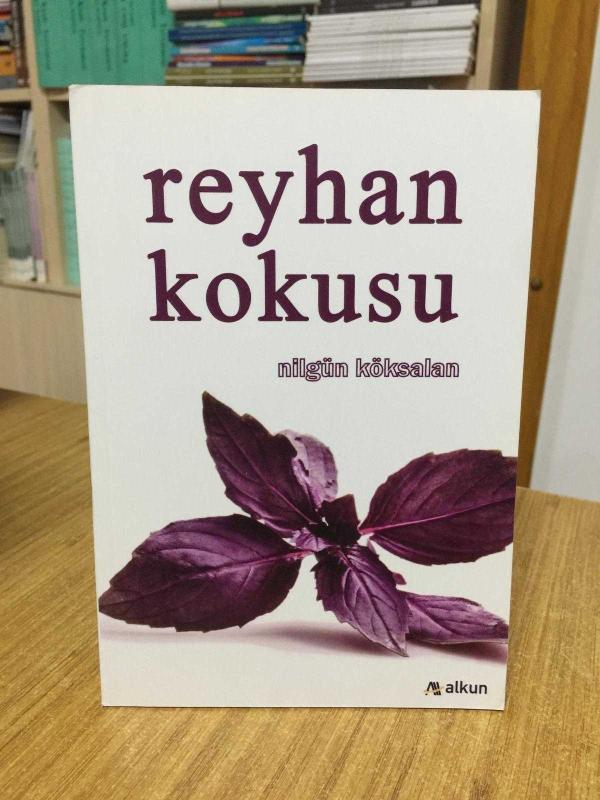 reyhan
kokusu
nilgün köksalan
alkun